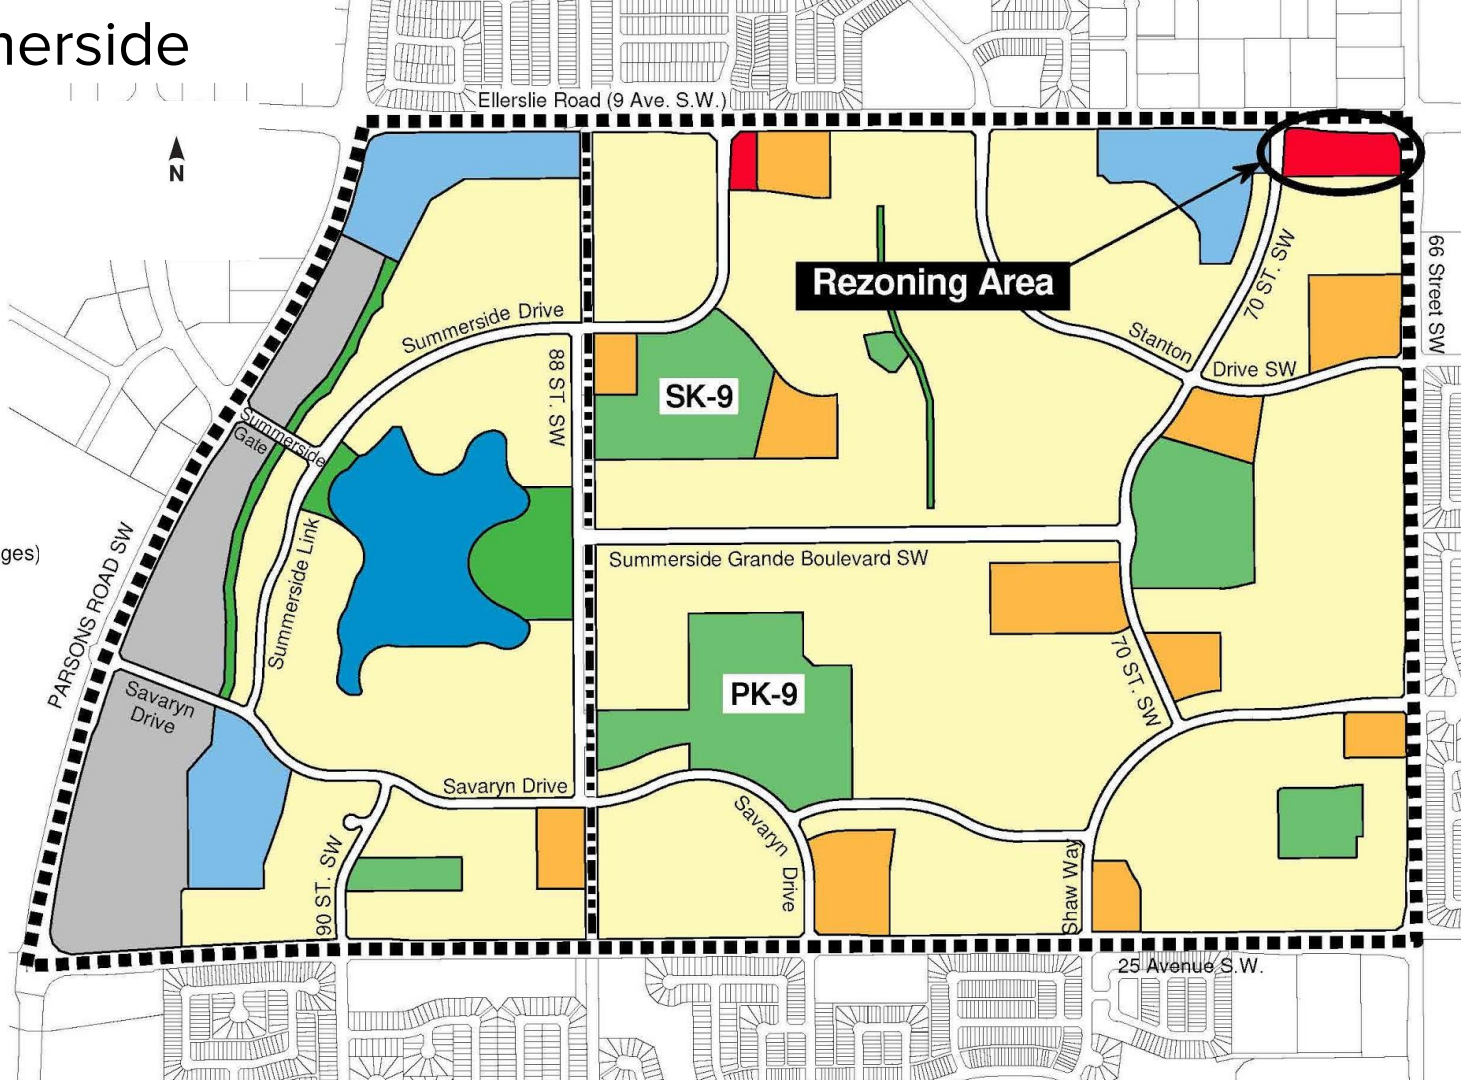 nerside
Ellerslie Road (9 Ave. S.W.)
N
66 Street SW
70 ST. SW
Rezoning Area
Summerside Drive
Stanton
Drive SW
88 ST. SW
SK-9
Summerside
Gate
PARSONS ROAD SW
ges)
Summerside Link
Summerside Grande Boulevard SW
70 ST. SW
PK-9
Savaryn
Drive
Savaryn Drive
Savaryn
Drive
90 ST. SW
Shaw Way
25 Avenue S.W.